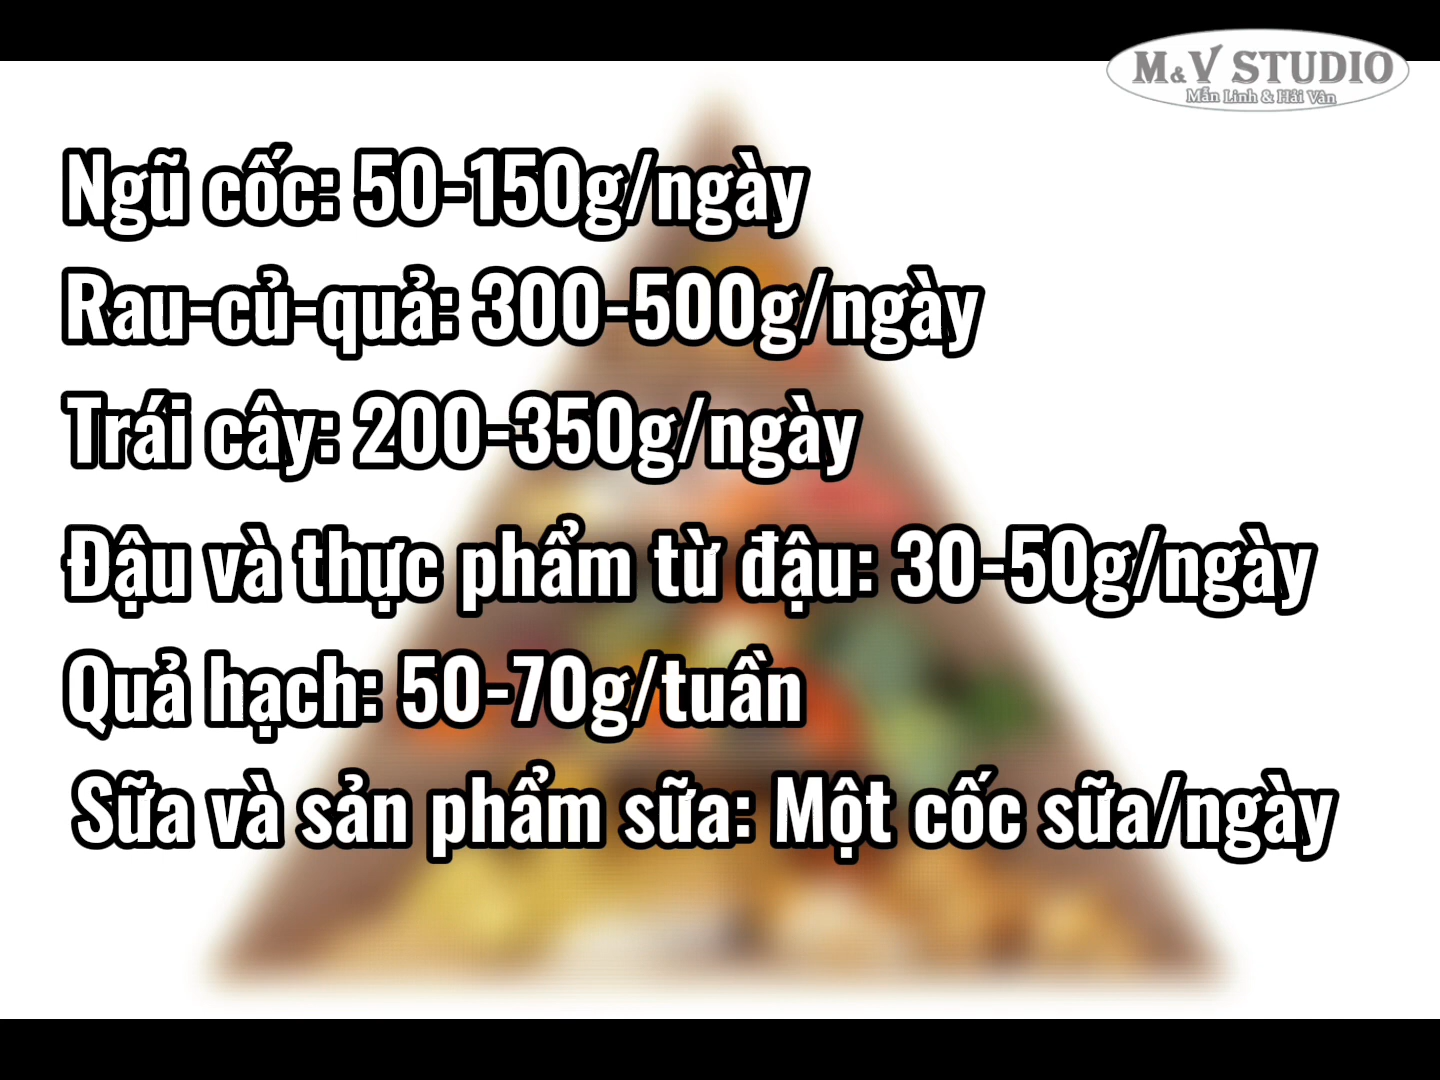 M&V STUDIO
Mẫn Linh & Hải Vân
Ngũ cốc: 50-150g/ngày
Rau-củ-quả: 300-500g/ngày
Trái cây: 200-350g/ngày
Đậu và thực phẩm từ đậu: 30-50g/ngày
Quả hạch: 50-70g/tuần
Sữa và sản phẩm sữa: Một cốc sữa/ngày